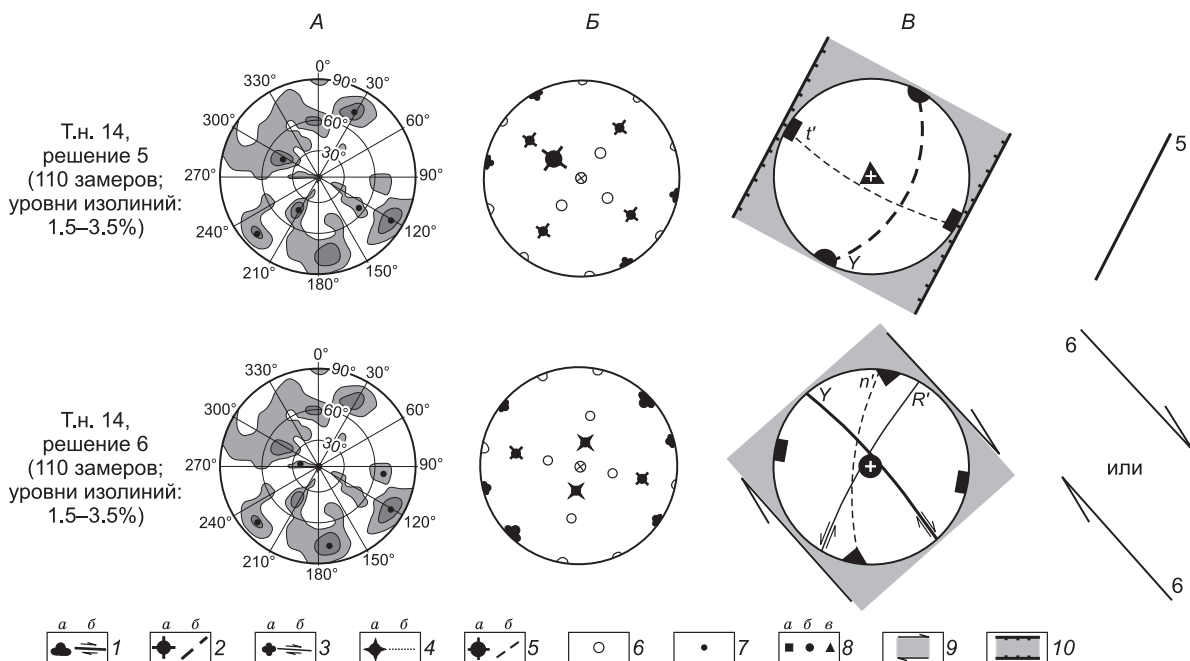 А Б В
Т.н. 14,
решение 5
(110 замеров;
уровни изолиний:
1.5–3.5%)
0°
330° 90° 30°
300° 60° 60°
30°
270° 90°
240° 120°
210° 150°
180°
t'
Y
5
Т.н. 14,
решение 6
(110 замеров;
уровни изолиний:
1.5–3.5%)
0°
330° 90° 30°
300° 60° 60°
30°
270° 90°
240° 120°
210° 150°
180°
Y n' R'
6
или
6
а б а б а б а б а б а б в
1 2 3 4 5 6 7 8 9 10